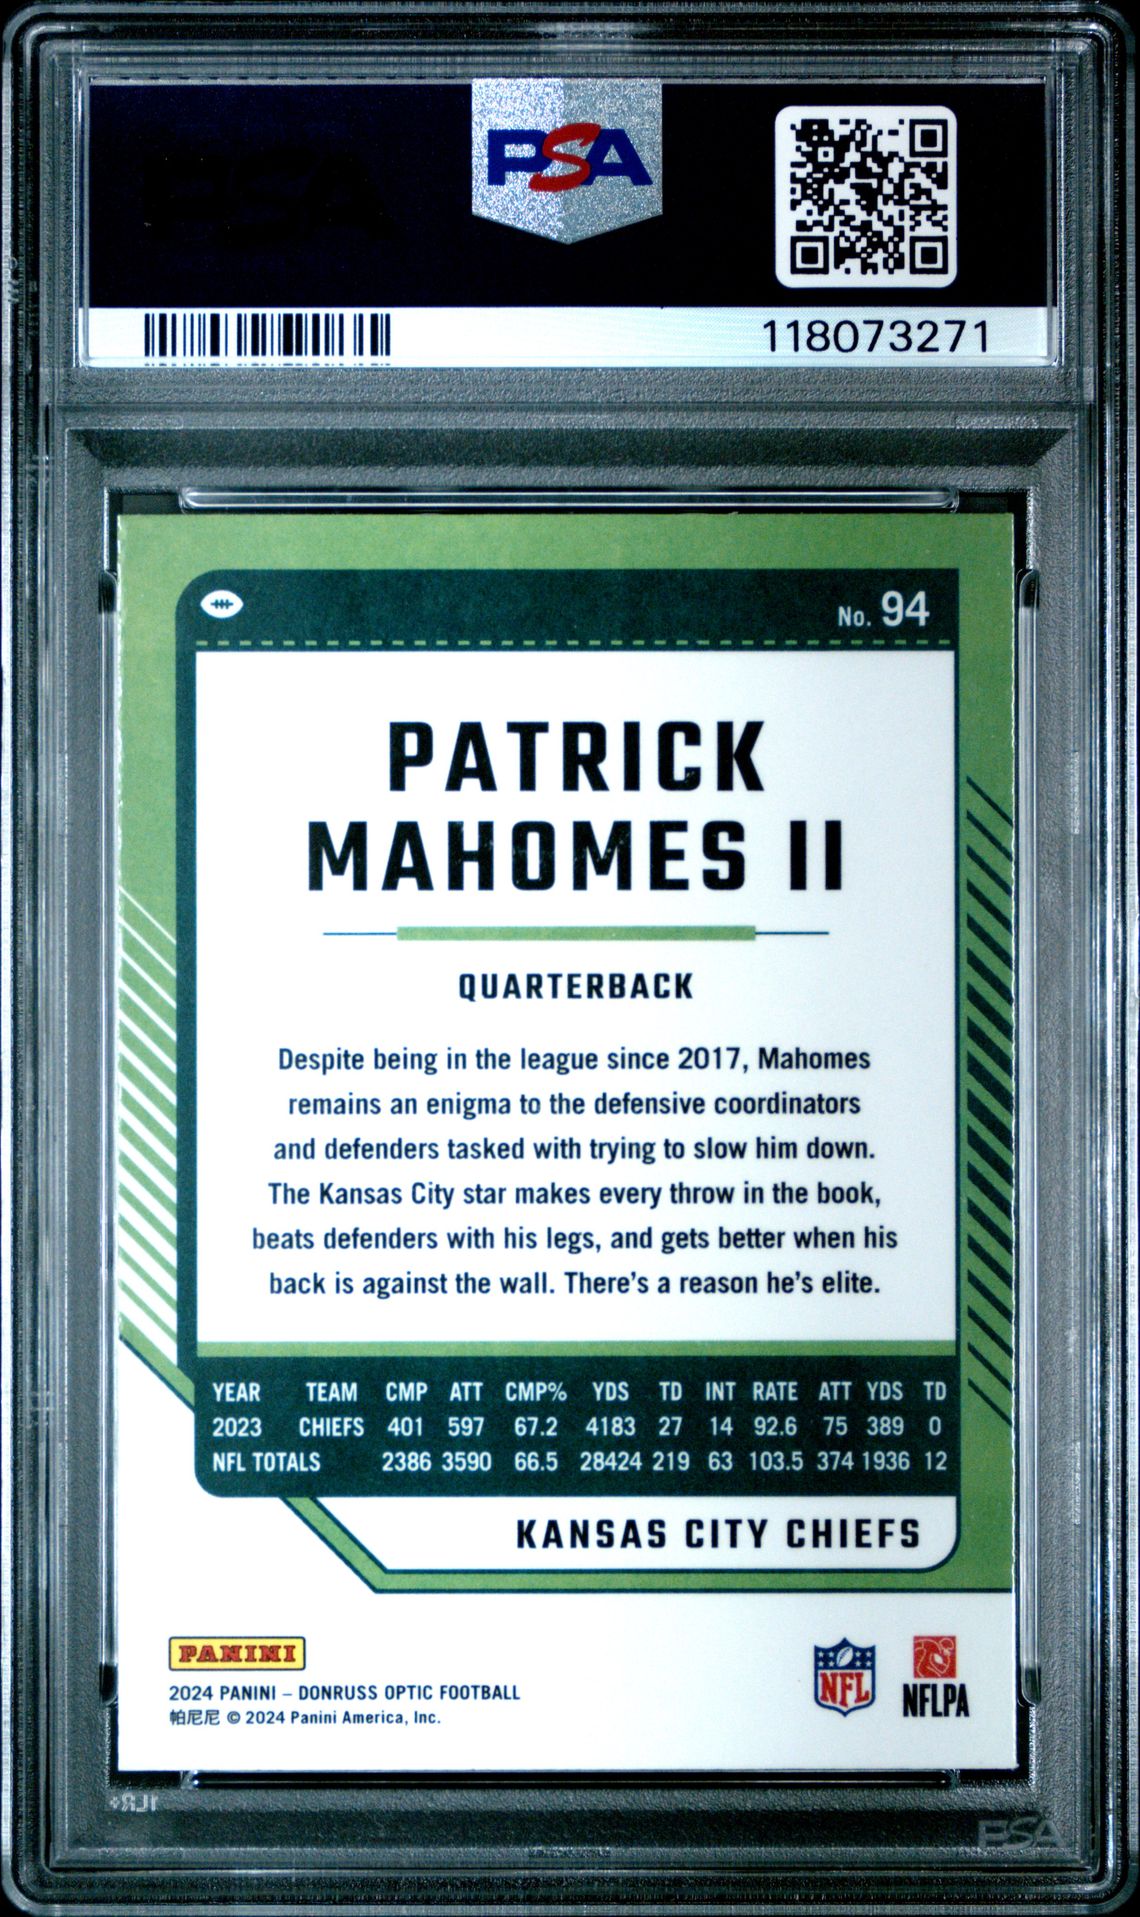 PSA
118073271
No. 94
PATRICK
MAHOMES II
QUARTERBACK
Despite being in the league since 2017, Mahomes
remains an enigma to the defensive coordinators
and defenders tasked with trying to slow him down.
The Kansas City star makes every throw in the book,
beats defenders with his legs, and gets better when his
back is against the wall. There's a reason he's elite.
YEAR TEAM CMP ATT CMP% YDS TD INT RATE ATT YDS TD
2023 CHIEFS 401 597 67.2 4183 27 14 92.6 75 389 0
NFL TOTALS 2386 3590 66.5 28424 219 63 103.5 374 1936 12
KANSAS CITY CHIEFS
PANINI
2024 PANINI – DONRUSS OPTIC FOOTBALL
帕尼尼 © 2024 Panini America, Inc.
NFL
NFLPA
PSA